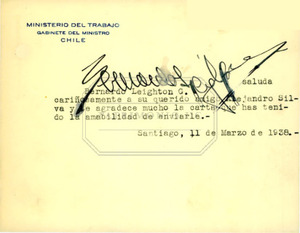 MINISTERIO DEL TRABAJO
GABINETE DEL MINISTRO
CHILE
Bernardo Leighton G. saluda
cariñosamente a su querido amigo Alejandro Sil-
va y le agradece mucho la carta que has teni-
do la amabilidad de enviarle.-
Santiago, 11 de Marzo de 1938.-